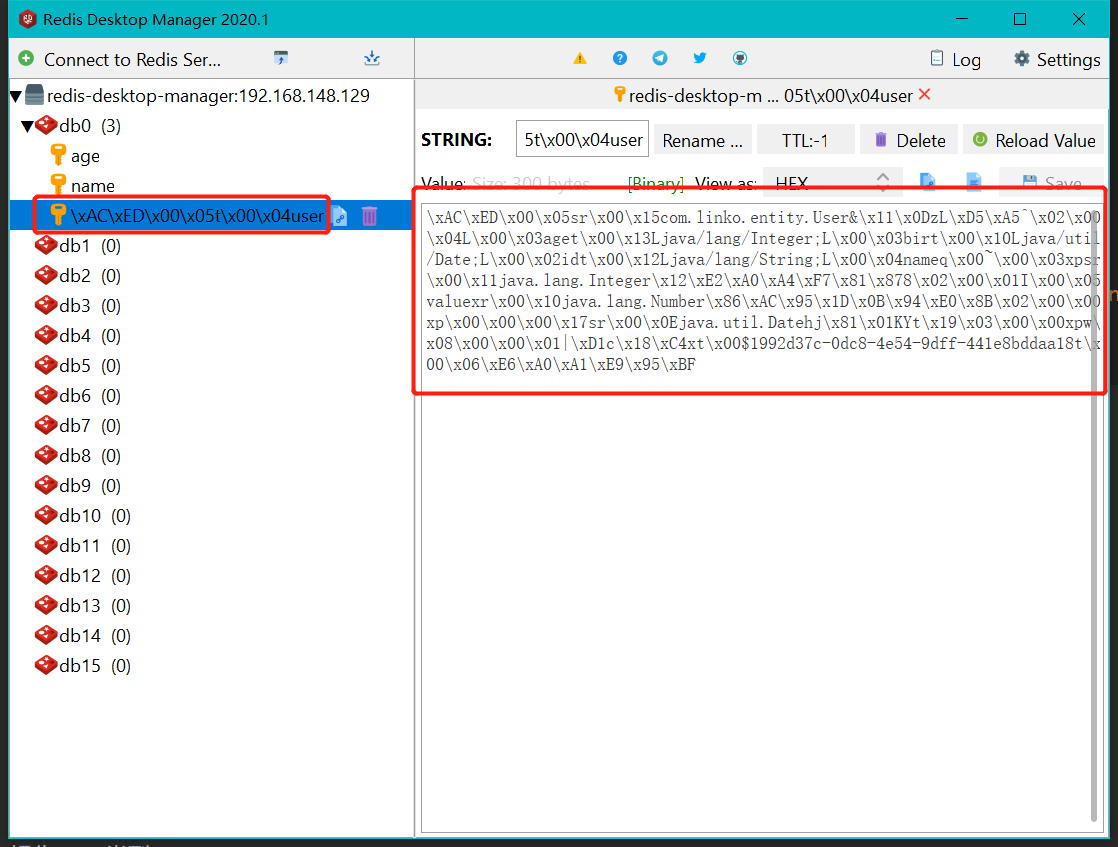 Redis Desktop Manager 2020.1
Connect to Redis Ser...
Log
Settings
redis-desktop-manager:192.168.148.129
db0 (3)
age
name
\xAC\xED\x00\x05t\x00\x04user
db1 (0)
db2 (0)
db3 (0)
db4 (0)
db5 (0)
db6 (0)
db7 (0)
db8 (0)
db9 (0)
db10 (0)
db11 (0)
db12 (0)
db13 (0)
db14 (0)
db15 (0)
redis-desktop-m ... 05t\x00\x04user
STRING:
5t\x00\x04user
Rename ...
TTL:-1
Delete
Reload Value
Value: Size: 300 bytes [Binary] View as: HEX Save
\xAC\xED\x00\x05sr\x00\x15com.linko.entity.User&\x11\x0DzL\xD5\xA5^\x02\x00
\x04L\x00\x03aget\x00\x13Ljava/lang/Integer;L\x00\x03birt\x00\x10Ljava/util
/Date;L\x00\x02idt\x00\x12Ljava/lang/String;L\x00\x04nameq\x00~\x00\x03xpsr
\x00\x11java.lang.Integer\x12\xE2\xA0\xA4\xF7\x81\x878\x02\x00\x01I\x00\x05
valuexr\x00\x10java.lang.Number\x86\xAC\x95\x1D\x0B\x94\xE0\x8B\x02\x00\x00
xp\x00\x00\x00\x17sr\x00\x0Ejava.util.Datehj\x81\x01KYt\x19\x03\x00\x00xpw\
x08\x00\x00\x01|\xD1c\x18\xC4xt\x00$1992d37c-0dc8-4e54-9dff-441e8bddaa18t\x
00\x06\xE6\xA0\xA1\xE9\x95\xBF